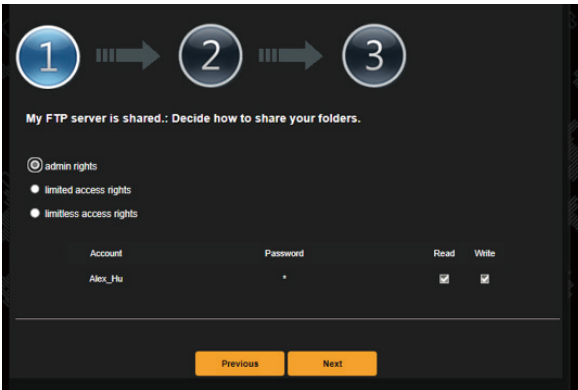 1 2 3
My FTP server is shared.: Decide how to share your folders.
admin rights
limited access rights
limitless access rights
Account Password Read Write
Alex_Hu *
Previous Next